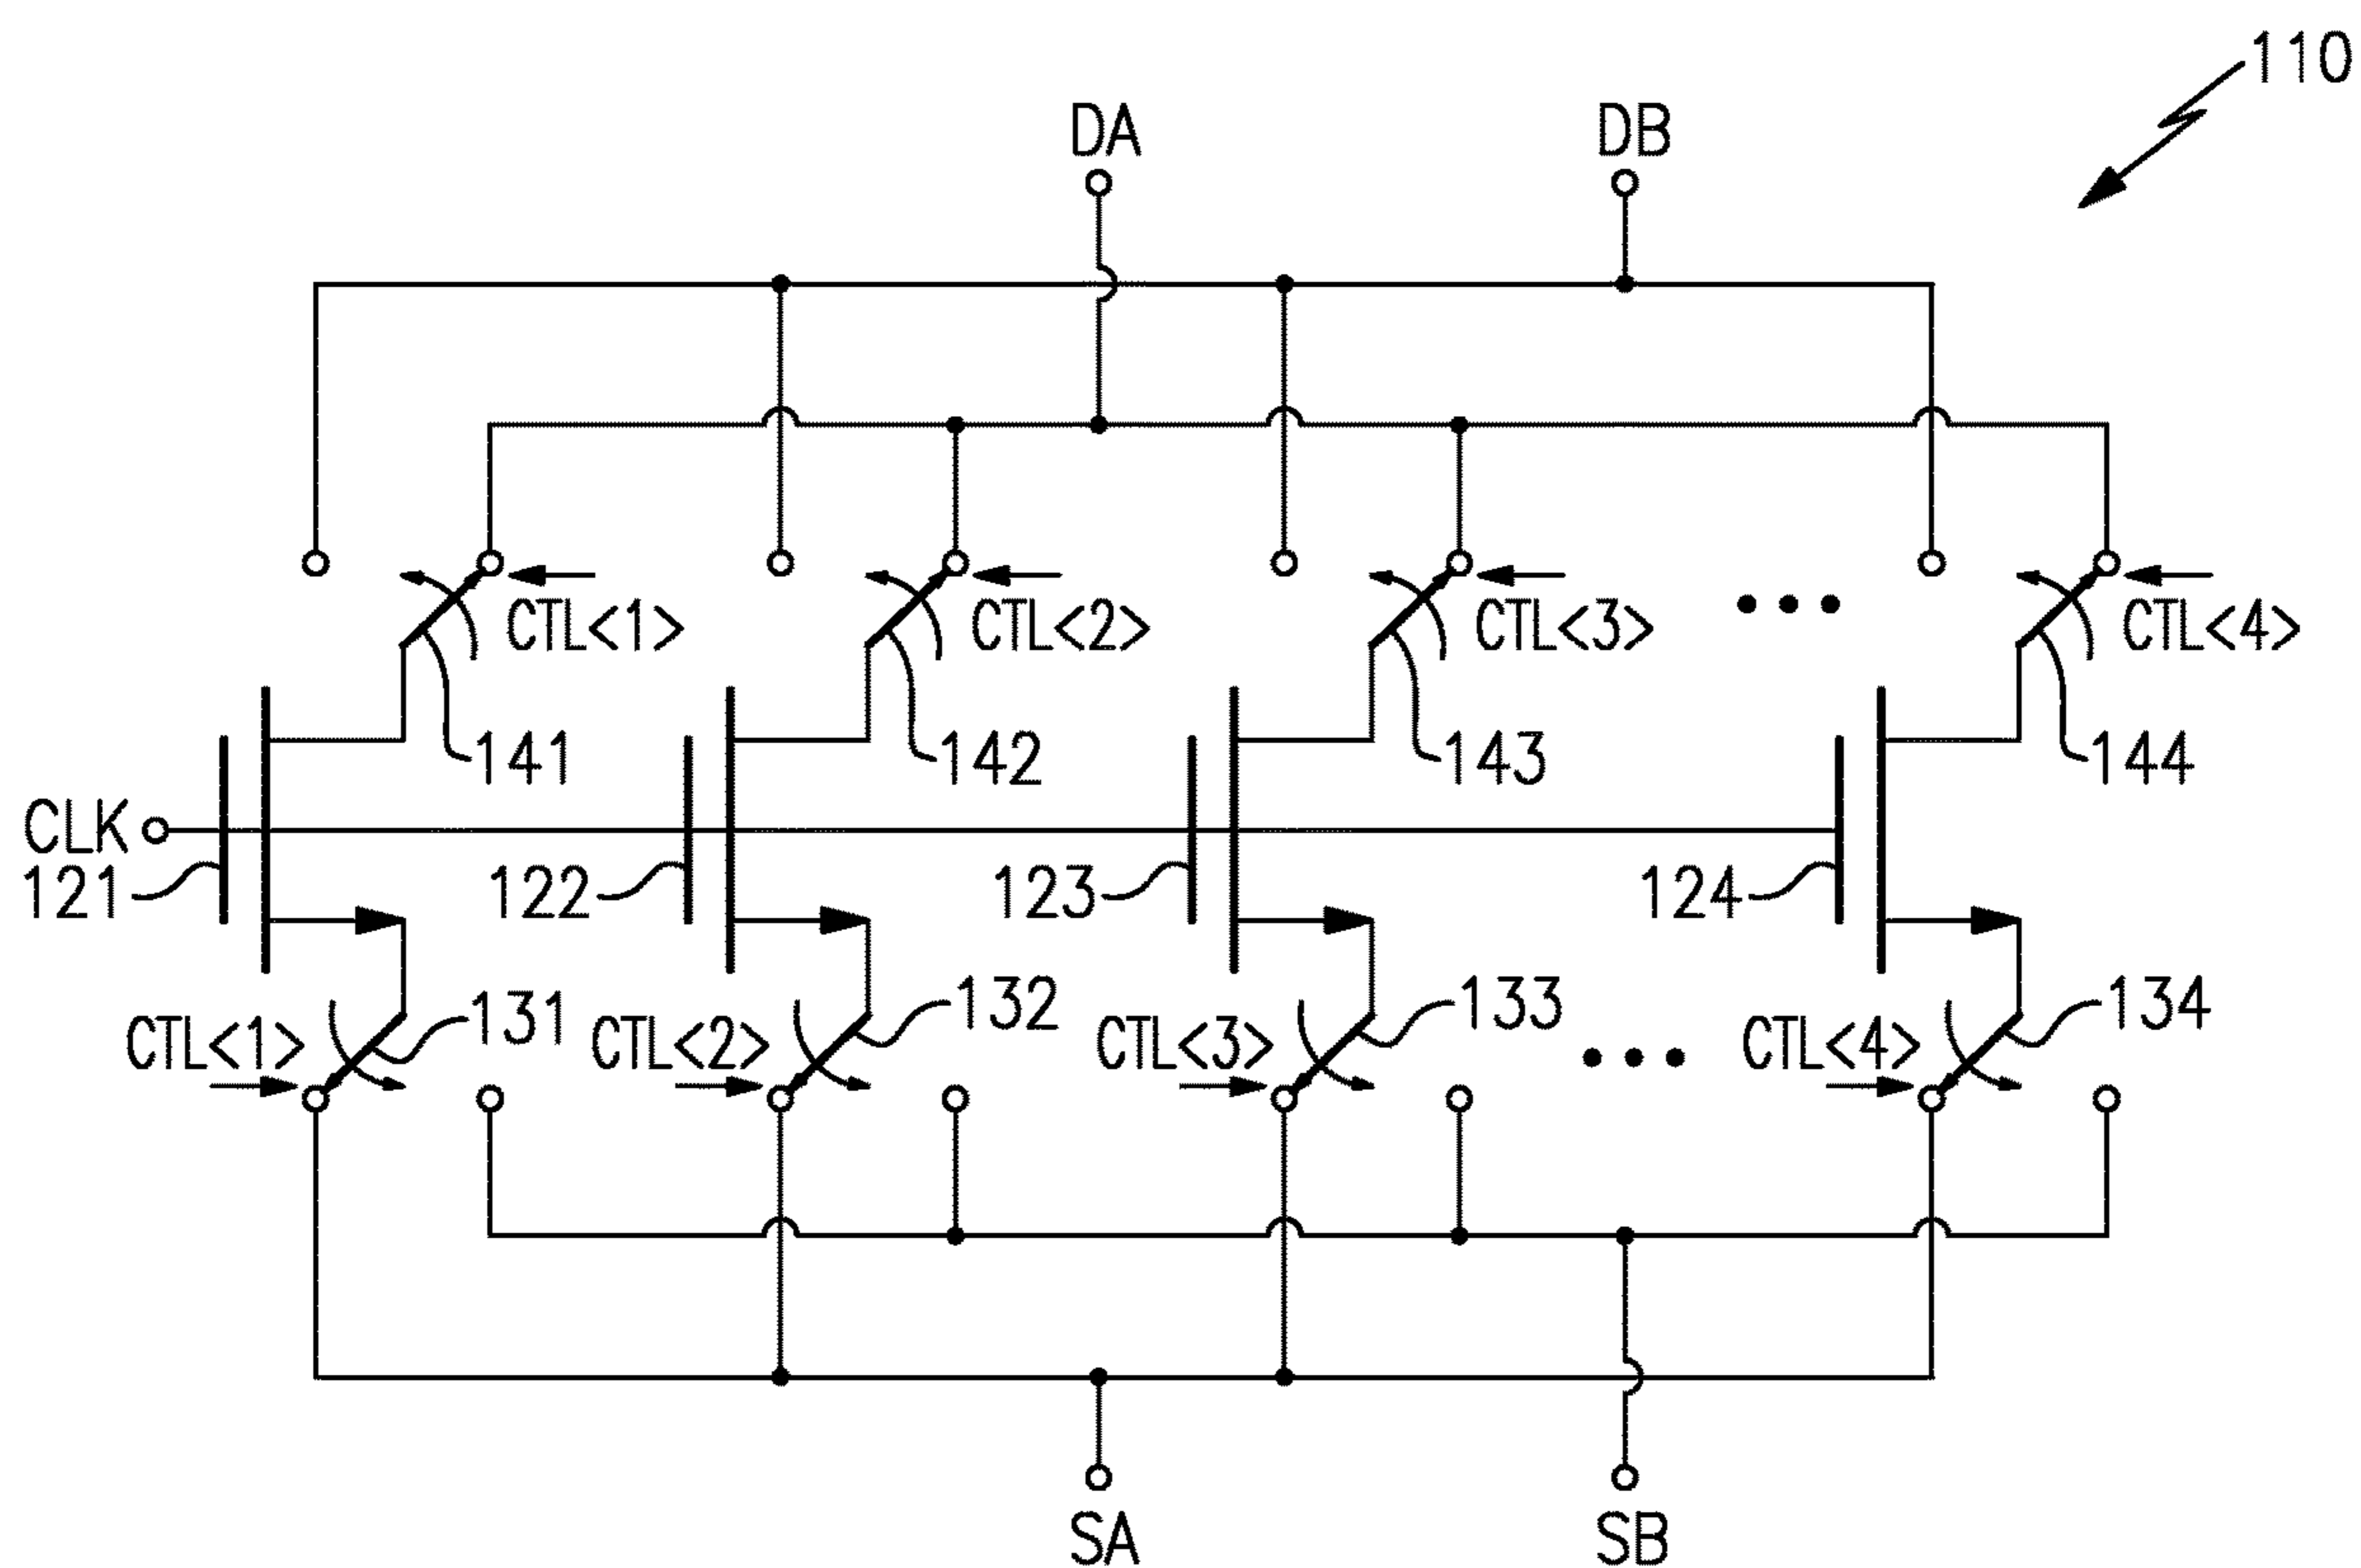 110
DA DB
CTL<1> CTL<2> CTL<3> CTL<4>
141 142 143 144
CLK
121 122 123 124
131 132 133 134
CTL<1> CTL<2> CTL<3> CTL<4>
SA SB